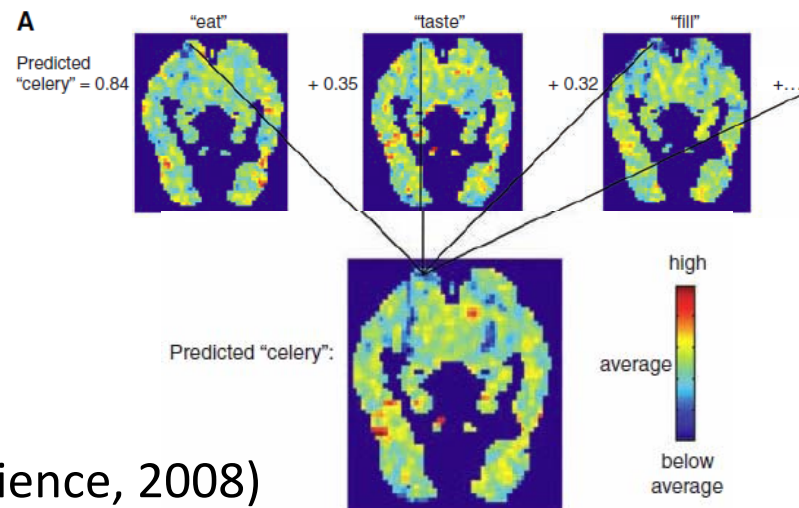 A
"eat"
"taste"
"fill"
Predicted
"celery" = 0.84
+ 0.35
+ 0.32
+...
Predicted "celery":
high
average
below
average
ience, 2008)